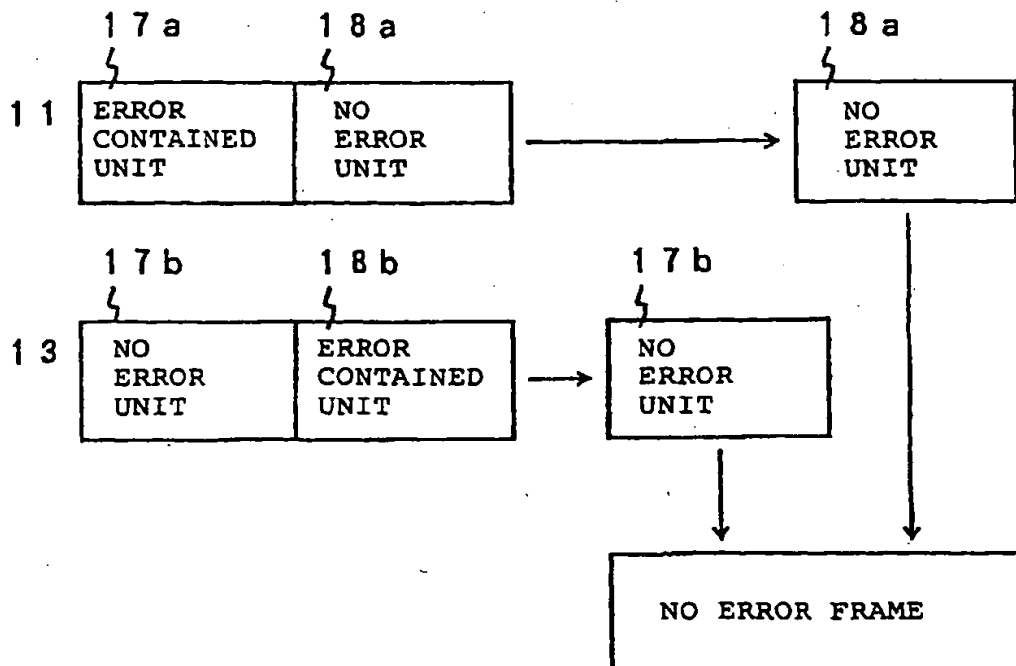 17a 18a 18a
11
ERROR
CONTAINED
UNIT
NO
ERROR
UNIT
NO
ERROR
UNIT
17b 18b 17b
13
NO
ERROR
UNIT
ERROR
CONTAINED
UNIT
NO
ERROR
UNIT
NO ERROR FRAME